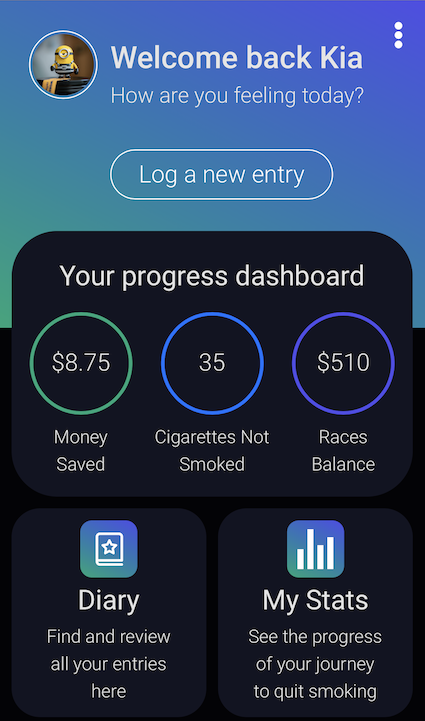 Welcome back Kia
How are you feeling today?
Log a new entry
Your progress dashboard
$8.75
35
$510
Money
Saved
Cigarettes Not
Smoked
Races
Balance
Diary
Find and review
all your entries
here
My Stats
See the progress
of your journey
to quit smoking